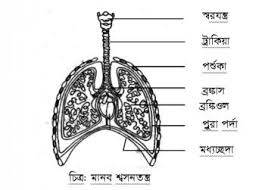 স্বরযন্ত্র
ট্রাকিয়া
পর্শুকা
ব্রঙ্কাস
ব্রঙ্কিওল
প্লুরা পর্দা
মধ্যচ্ছদা
চিত্র: মানব শ্বসনতন্ত্র